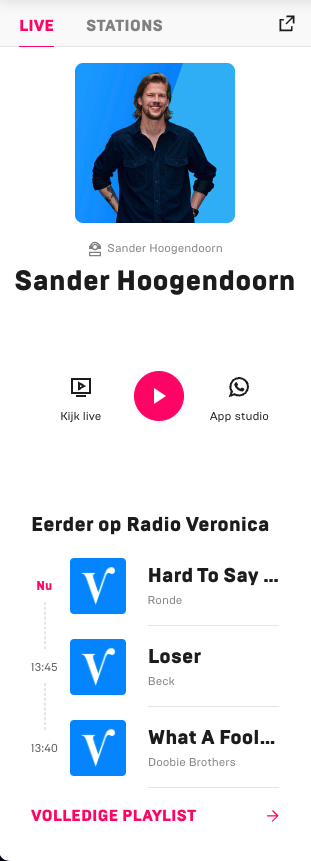 LIVE STATIONS
Sander Hoogendoorn
Sander Hoogendoorn
Kijk live App studio
Eerder op Radio Veronica
Nu
V
Hard To Say ...
Ronde
13:45
V
Loser
Beck
13:40
V
What A Fool...
Doobie Brothers
VOLLEDIGE PLAYLIST